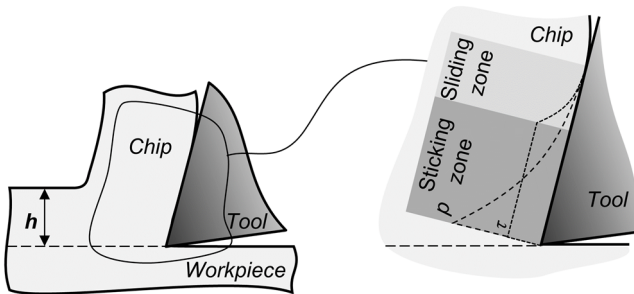 Chip
h
Tool
Workpiece
Chip
Sliding
zone
Sticking
zone
p
τ
Tool